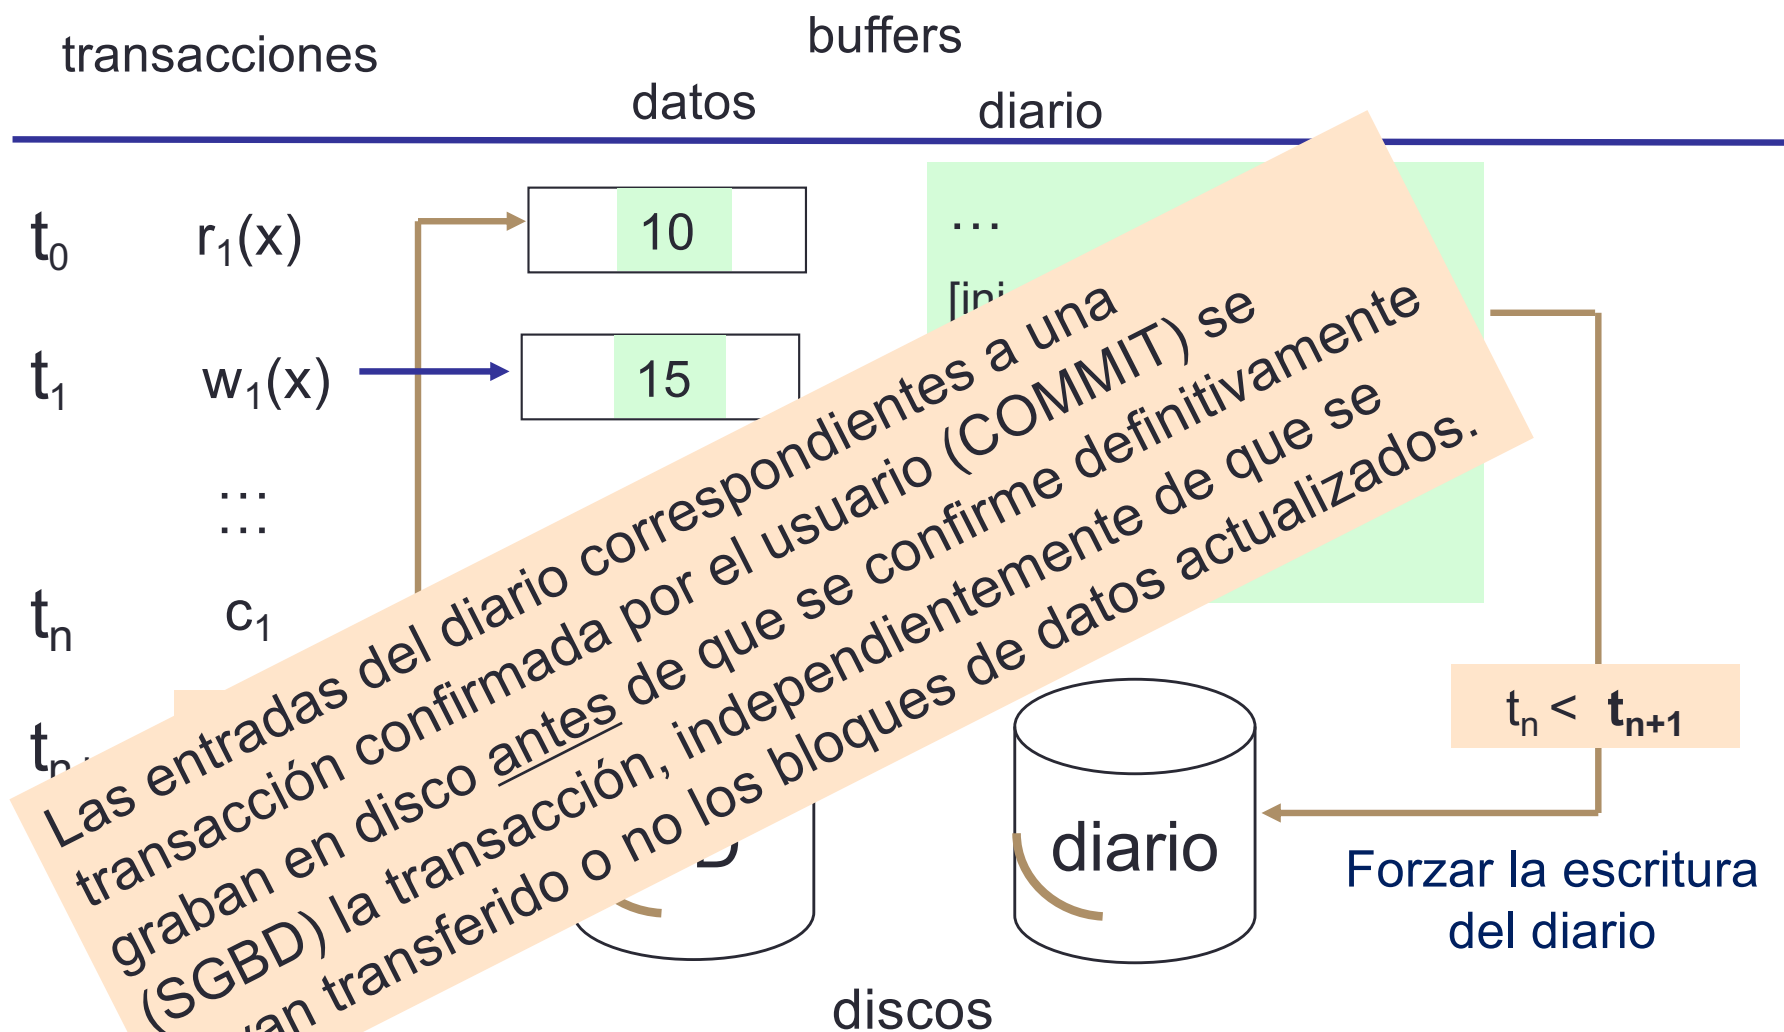 transacciones
buffers
datos
diario
t0 r1(x) 10 …
[ini
t1 w1(x) 15
…
…
tn c1
Las entradas del diario correspondientes a una
transacción confirmada por el usuario (COMMIT) se
graban en disco antes de que se confirme definitivamente
(SGBD) la transacción, independientemente de que se
transferido o no los bloques de datos actualizados.
tn < tn+1
diario
Forzar la escritura
del diario
discos